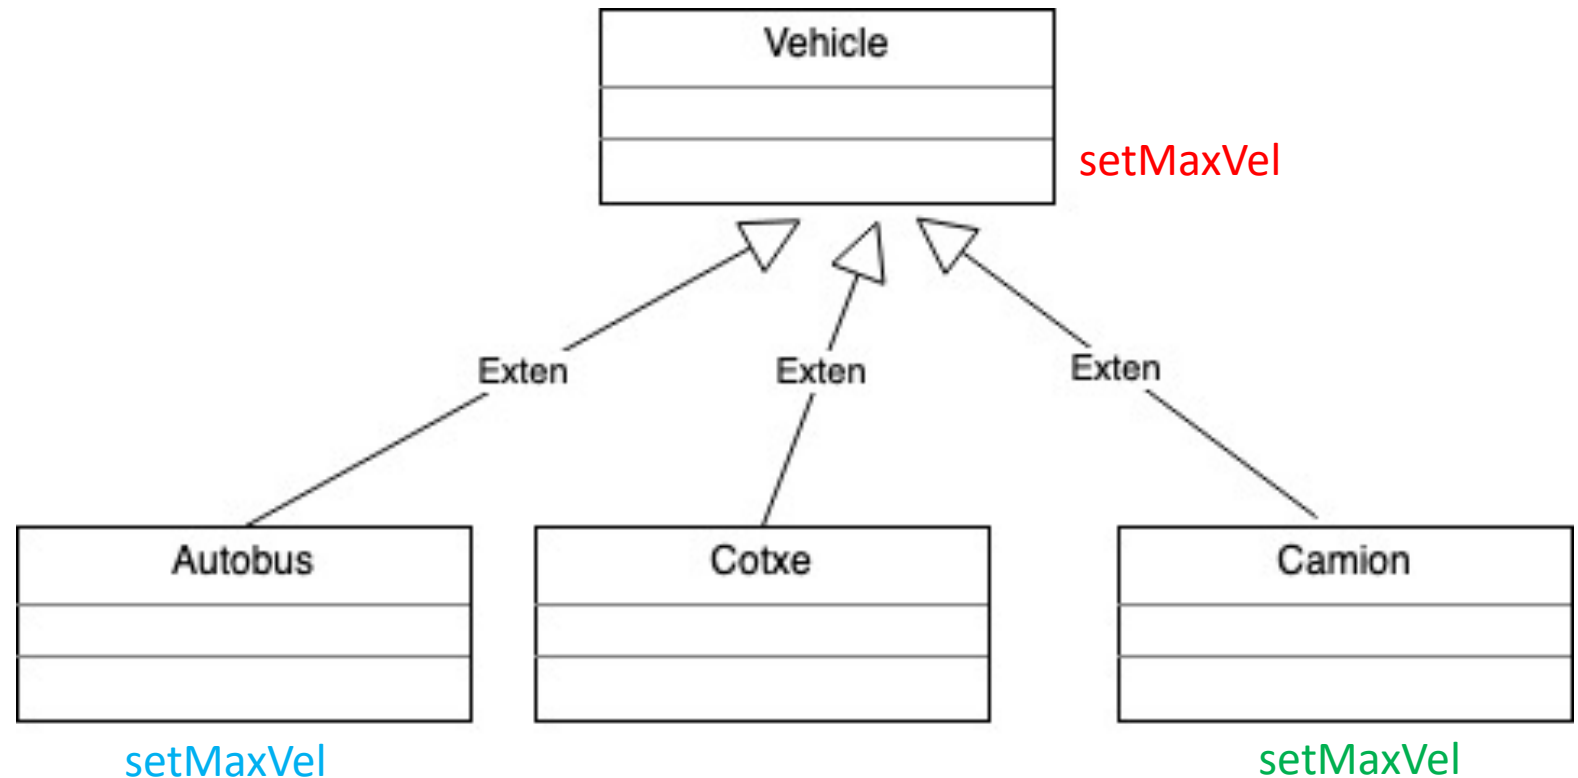 Vehicle
setMaxVel
Exten
Exten
Exten
Autobus
Cotxe
Camion
setMaxVel
setMaxVel